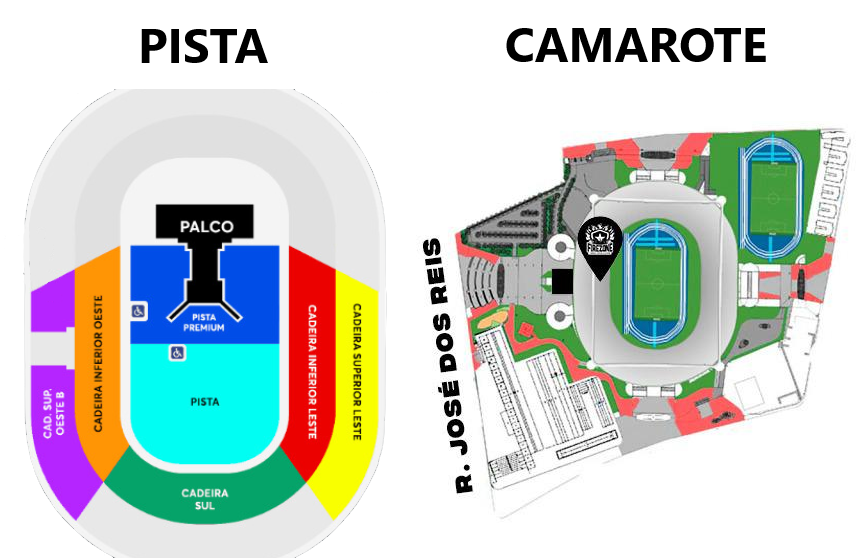 PISTA
CAMAROTE
PALCO
PISTA
PREMIUM
PISTA
CADEIRA INFERIOR OESTE
CAD. SUP.
OESTE B
CADEIRA INFERIOR LESTE
CADEIRA SUPERIOR LESTE
CADEIRA
SUL
R. JOSÉ DOS REIS
FIREZONE